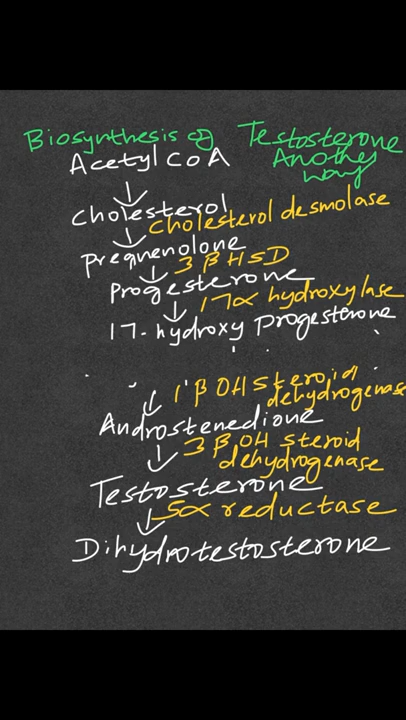 Biosynthesis of Testosterone
Another
way
Acetyl CoA
Cholesterol
Cholesterol desmolase
Pregnenolone
3 β HSD
Progesterone
17α hydroxylase
17-hydroxy progesterone
1'β OH steroid
dehydrogenase
Androstenedione
3 β,OH steroid
dehydrogenase
Testosterone
5α reductase
Dihydrotestosterone